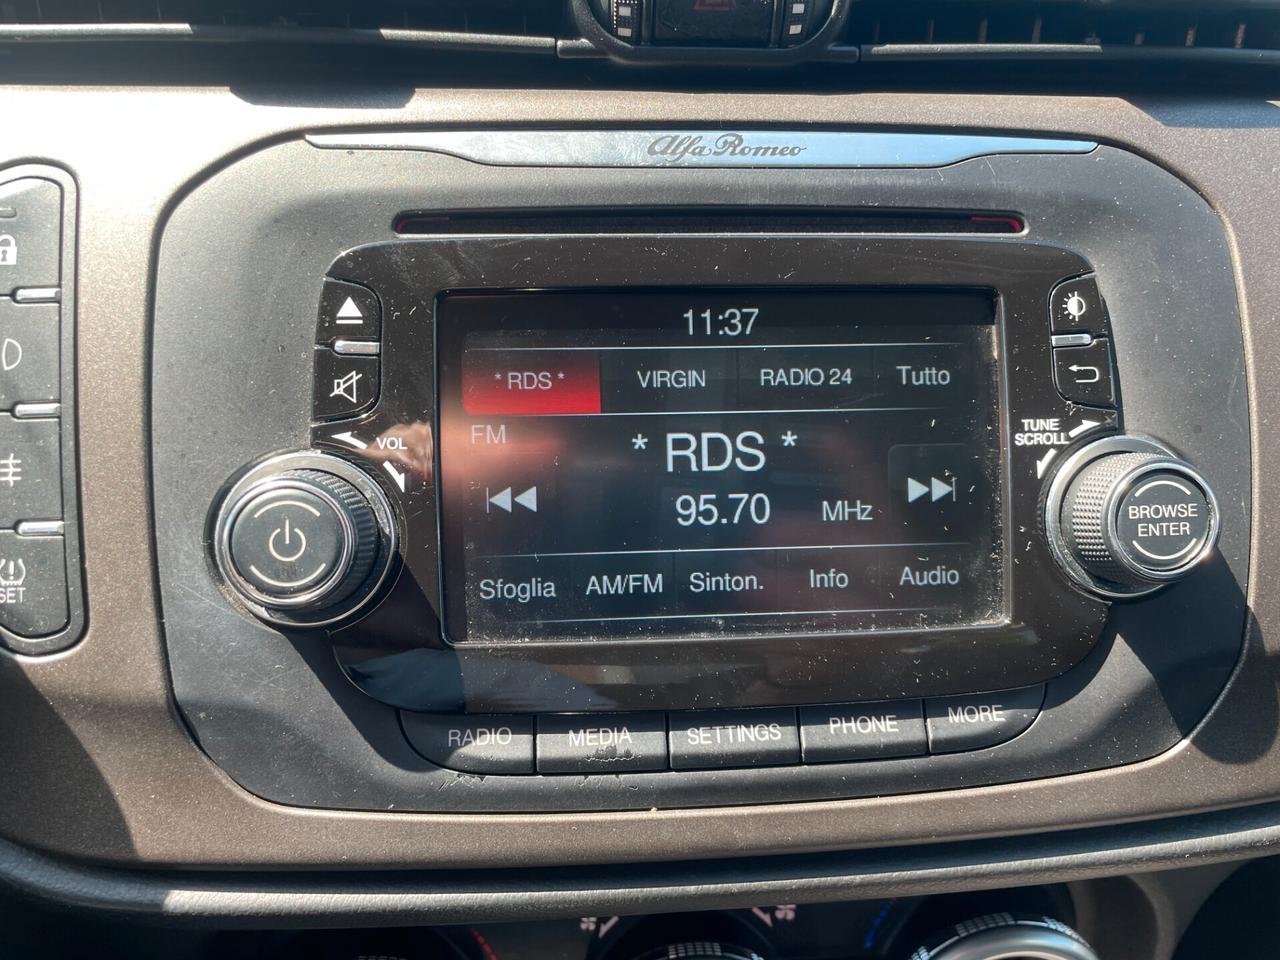 Alfa Romeo
11:37
* RDS * VIRGIN RADIO 24 Tutto
VOL
TUNE
SCROLL
FM
* RDS *
95.70 MHz
BROWSE
ENTER
Sfoglia AM/FM Sinton. Info Audio
SET
RADIO MEDIA SETTINGS PHONE MORE